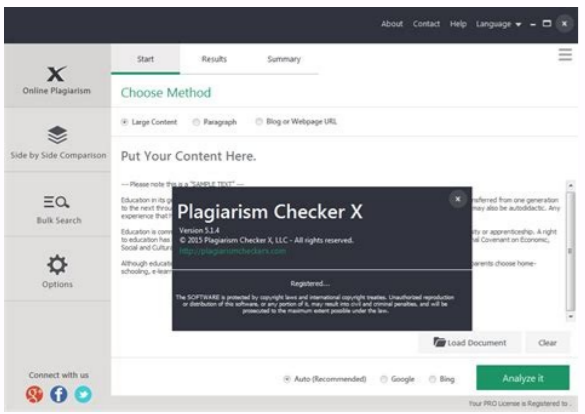 About Contact Help Language
Start Results Summary
Online Plagiarism
Choose Method
Large Content Paragraph Blog or Webpage URL
Side by Side Comparison
Put Your Content Here.
--- Please note this is a "SAMPLE TEXT" ---
Education in its g
nsferred from one generation
to the next throu
may also be autodidactic. Any
experience that h
Plagiarism Checker X
Version 5.1.4
© 2015 Plagiarism Checker X, LLC - All rights reserved.
http://plagiarismcheckerx.com
Education is comm
ity or apprenticeship. A right
to education has
nal Covenant on Economic,
Social and Cultur
Although educatio
parents choose home-
schooling, e-learn
Registered....
The SOFTWARE is protected by copyright laws and international copyright treaties. Unauthorized reproduction
or distribution of this software, or any portion of it, may result into civil and criminal penalties, and will be
prosecuted to the maximum extent possible under the law.
Bulk Search
Options
Load Document Clear
Connect with us
Auto (Recommended) Google Bing
Analyze it
Your PRO License is Registered to .